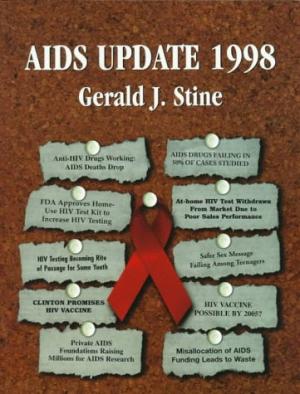 AIDS UPDATE 1998
Gerald J. Stine
Anti-HIV Drugs Working:
AIDS Deaths Drop
AIDS DRUGS FAILING IN
50% OF CASES STUDIED
FDA Approves Home-
Use HIV Test Kit to
Increase HIV Testing
At-home HIV Test Withdrawn
From Market Due to
Poor Sales Performance
HIV Testing Becoming Rite
of Passage for Some Youth
Safer Sex Message
Failing Among Teenagers
CLINTON PROMISES
HIV VACCINE
HIV VACCINE
POSSIBLE BY 2005?
Private AIDS
Foundations Raising
Millions for AIDS Research
Misallocation of AIDS
Funding Leads to Waste